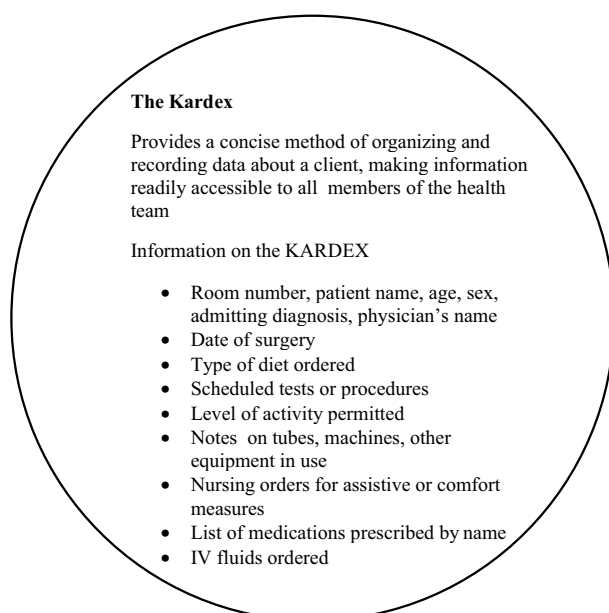 The Kardex
Provides a concise method of organizing and
recording data about a client, making information
readily accessible to all members of the health
team
Information on the KARDEX
• Room number, patient name, age, sex,
admitting diagnosis, physician's name
• Date of surgery
• Type of diet ordered
• Scheduled tests or procedures
• Level of activity permitted
• Notes on tubes, machines, other
equipment in use
• Nursing orders for assistive or comfort
measures
• List of medications prescribed by name
• IV fluids ordered